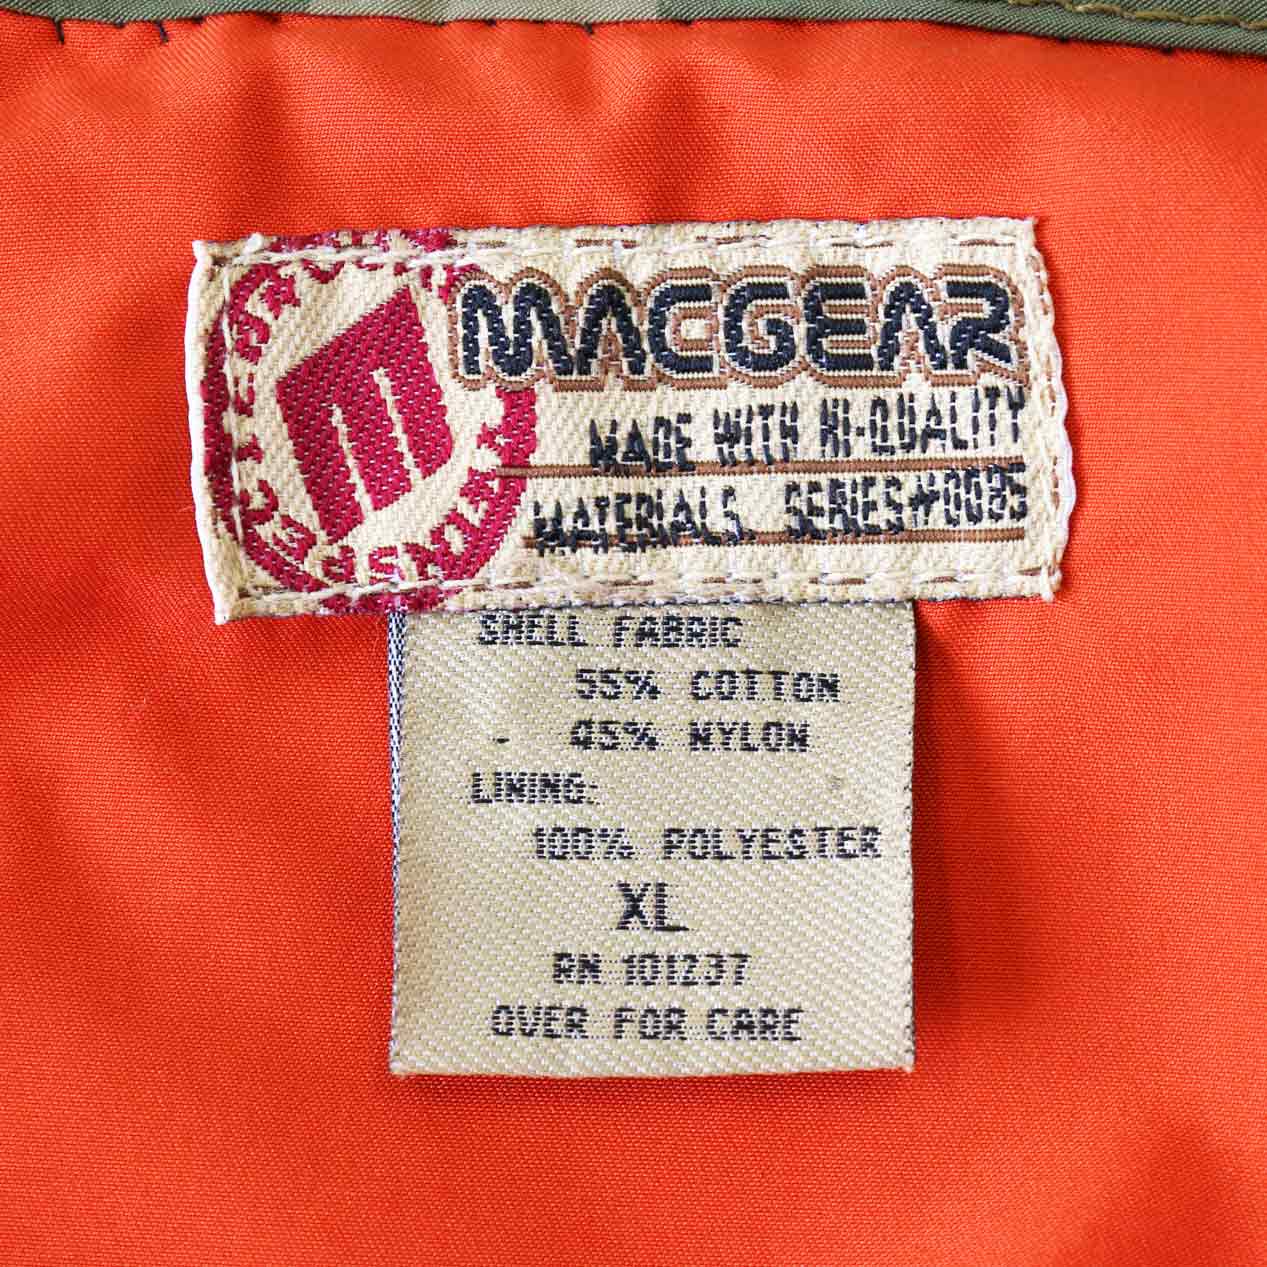 MACGEAR
MADE WITH HI-QUALITY
MATERIALS. SERIES#0085
SHELL FABRIC
55% COTTON
45% NYLON
LINING:
100% POLYESTER
XL
RN 101237
OVER FOR CARE